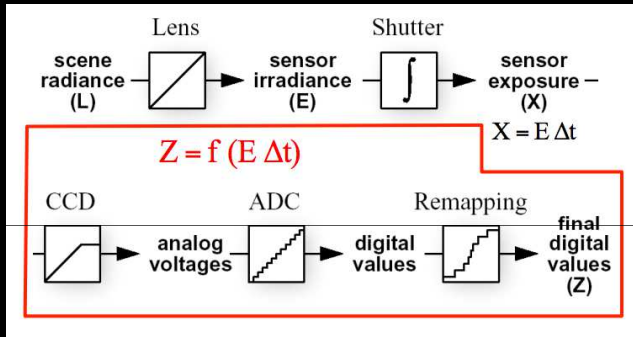 Lens
Shutter
scene
radiance
(L)
sensor
irradiance
(E)
∫
sensor
exposure
(X)
X = E Δt
Z = f (E Δt)
CCD
ADC
Remapping
analog
voltages
digital
values
final
digital
values
(Z)